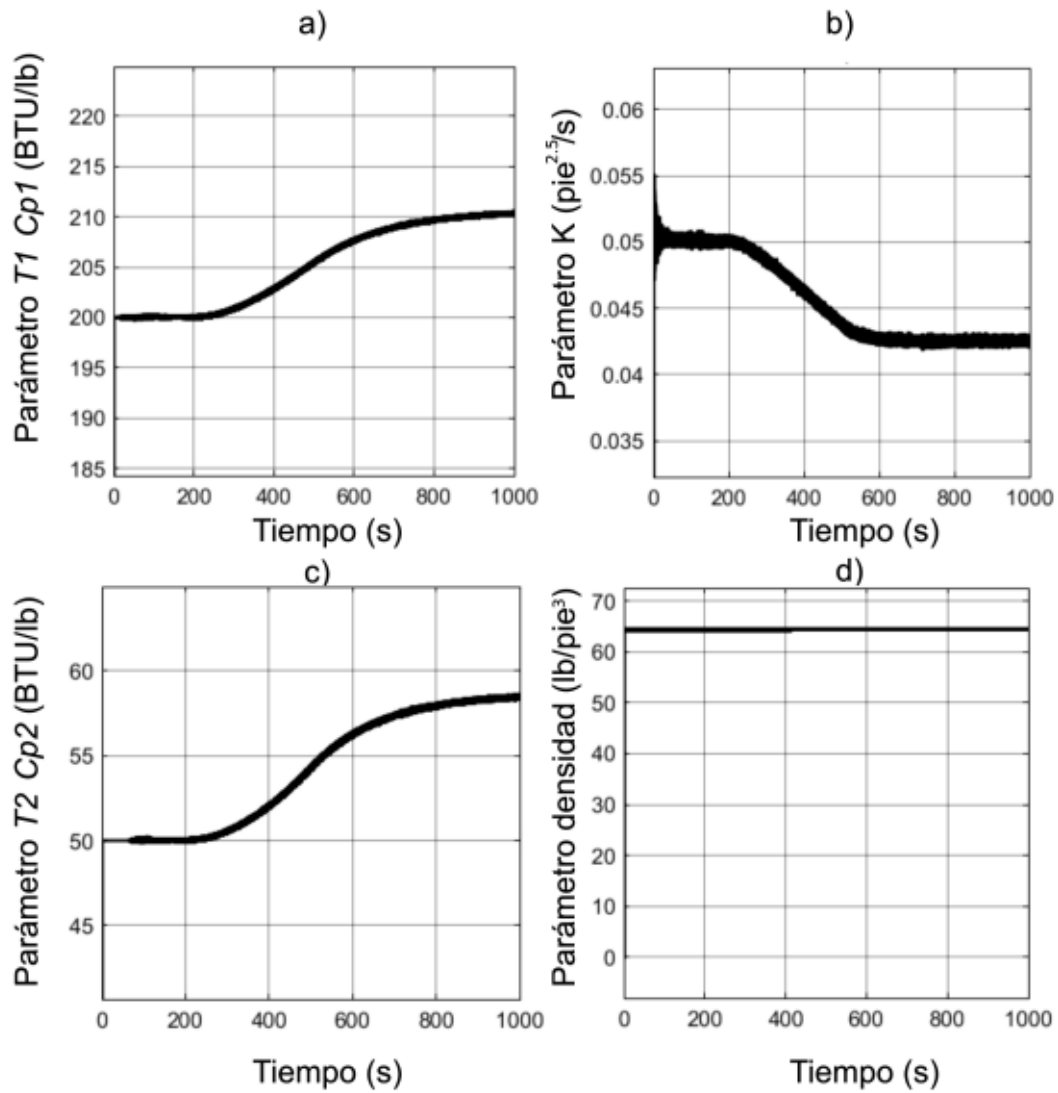 a)
Parámetro T1 Cp1 (BTU/lb)
220
215
210
205
200
195
190
185
0 200 400 600 800 1000
Tiempo (s)
b)
Parámetro K (pie^2.5/s)
0.06
0.055
0.05
0.045
0.04
0.035
0 200 400 600 800 1000
Tiempo (s)
c)
Parámetro T2 Cp2 (BTU/lb)
60
55
50
45
0 200 400 600 800 1000
Tiempo (s)
d)
Parámetro densidad (lb/pie³)
70
60
50
40
30
20
10
0
0 200 400 600 800 1000
Tiempo (s)